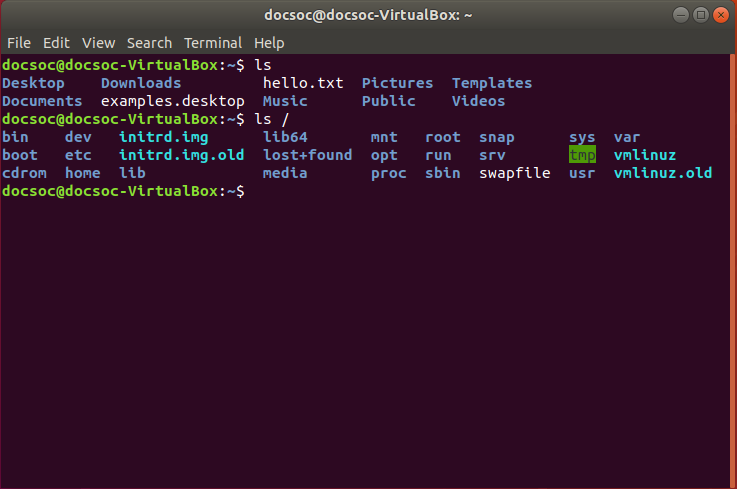 docsoc@docsoc-VirtualBox: ~
File Edit View Search Terminal Help
docsoc@docsoc-VirtualBox:~$ ls
Desktop Downloads hello.txt Pictures Templates
Documents examples.desktop Music Public Videos
docsoc@docsoc-VirtualBox:~$ ls /
bin dev initrd.img lib64 mnt root snap sys var
boot etc initrd.img.old lost+found opt run srv tmp vmlinuz
cdrom home lib media proc sbin swapfile usr vmlinuz.old
docsoc@docsoc-VirtualBox:~$